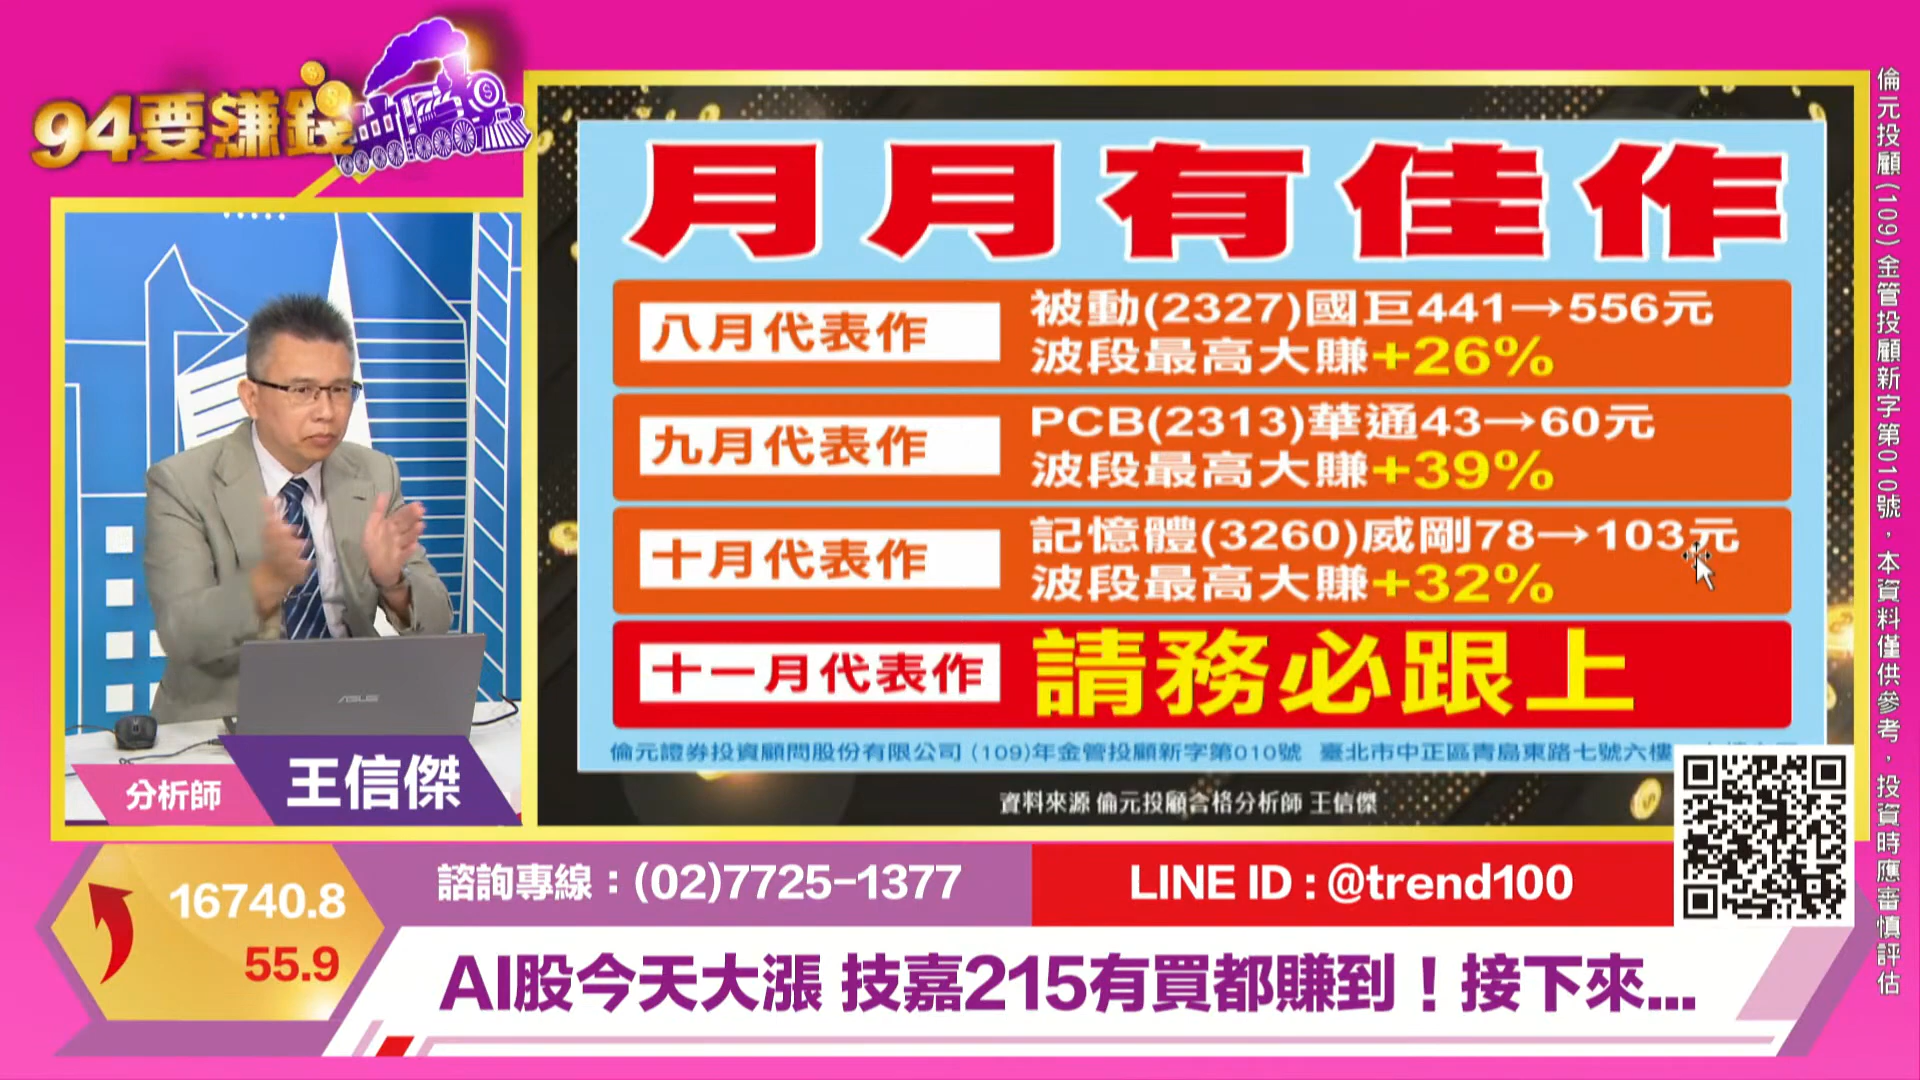 94要賺錢
月月有佳作
八月代表作
被動(2327)國巨441→556元
波段最高大賺+26%
九月代表作
PCB(2313)華通43→60元
波段最高大賺+39%
十月代表作
記憶體(3260)威剛78→103元
波段最高大賺+32%
十一月代表作
請務必跟上
倫元證券投資顧問股份有限公司 (109)年金管投顧新字第010號 臺北市中正區青島東路七號六樓
資料來源 倫元投顧合格分析師 王信傑
ASUS
分析師
王信傑
16740.8
55.9
諮詢專線：(02)7725-1377
LINE ID : @trend100
AI股今天大漲 技嘉215有買都賺到！接下來...
倫元投顧(109)金管投顧新字第010號，本資料僅供參考，投資時應審慎評估